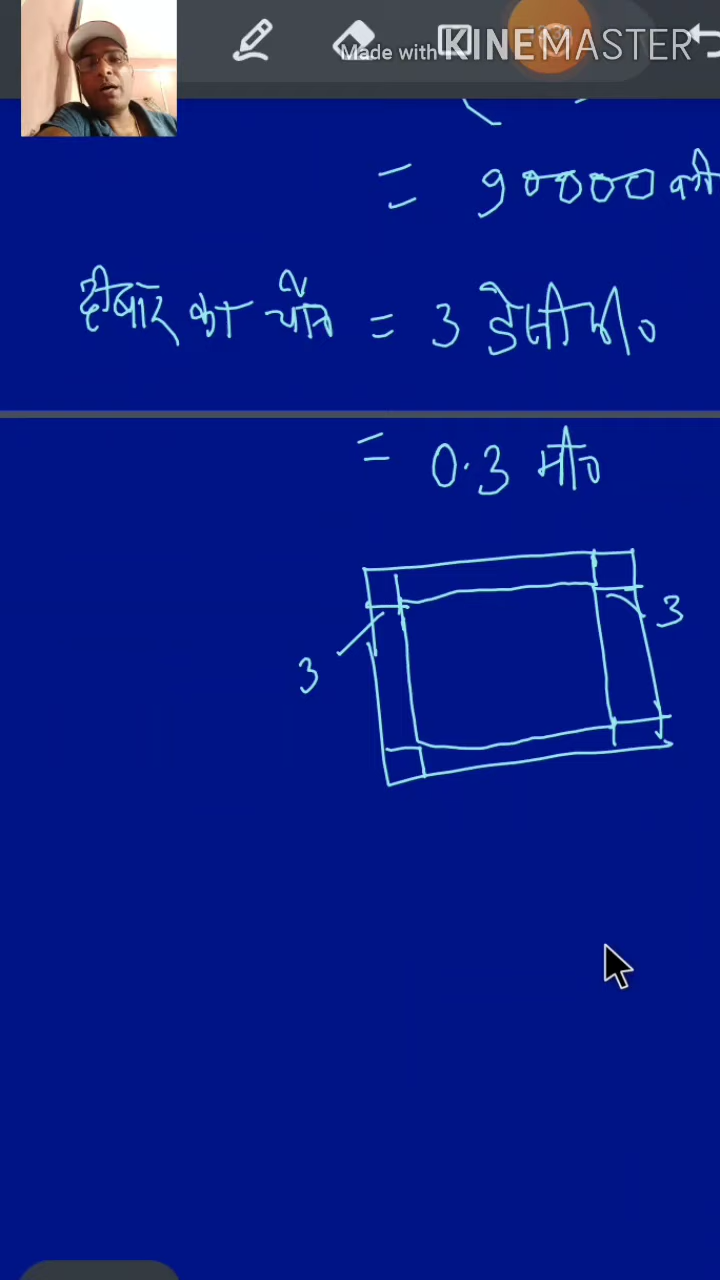 Made with KINEMASTER
= 90000
दीबार का = 3 डेसीमी०
= 0.3 मी०
3
3